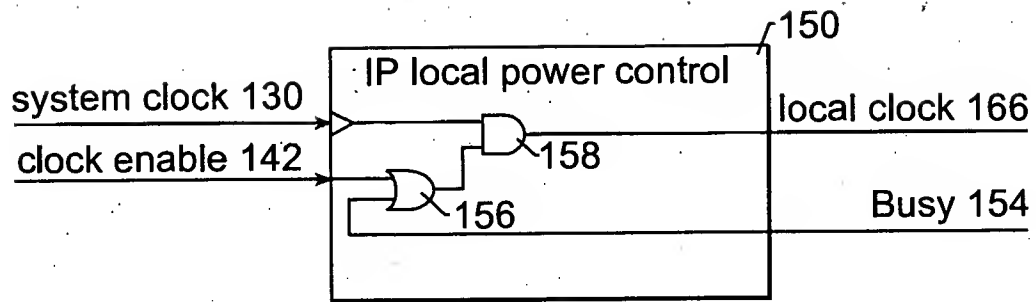 150
IP local power control
system clock 130
local clock 166
158
clock enable 142
156
Busy 154